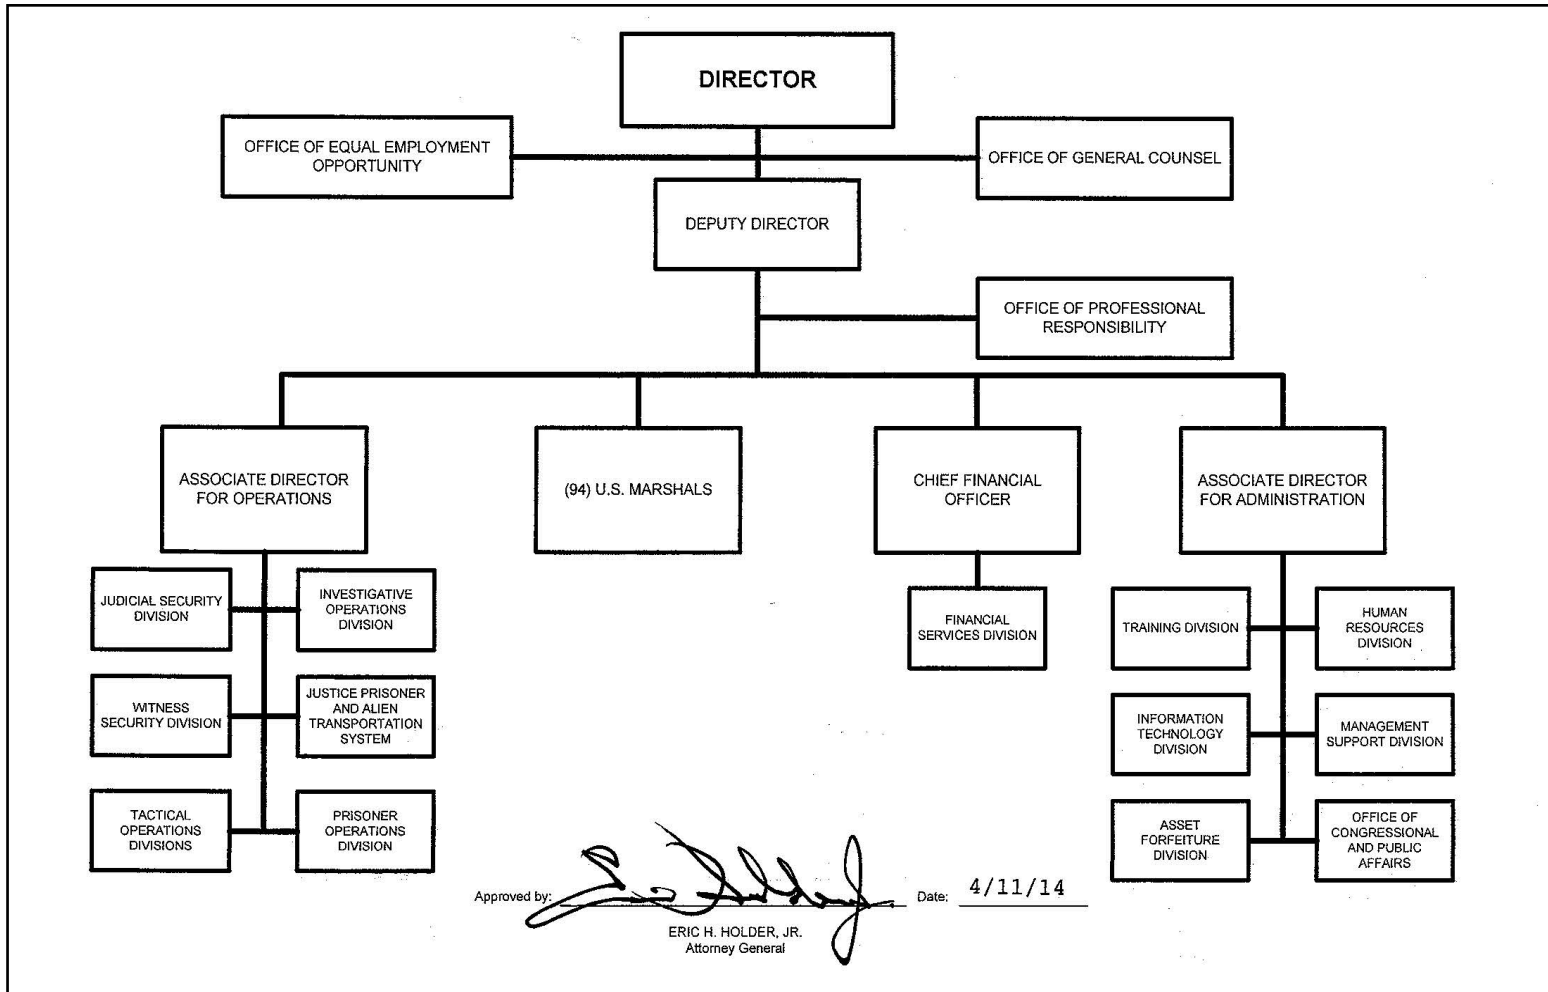 DIRECTOR
OFFICE OF EQUAL EMPLOYMENT
OPPORTUNITY
OFFICE OF GENERAL COUNSEL
DEPUTY DIRECTOR
OFFICE OF PROFESSIONAL
RESPONSIBILITY
ASSOCIATE DIRECTOR
FOR OPERATIONS
(94) U.S. MARSHALS
CHIEF FINANCIAL
OFFICER
ASSOCIATE DIRECTOR
FOR ADMINISTRATION
JUDICIAL SECURITY
DIVISION
INVESTIGATIVE
OPERATIONS
DIVISION
WITNESS
SECURITY DIVISION
JUSTICE PRISONER
AND ALIEN
TRANSPORTATION
SYSTEM
TACTICAL
OPERATIONS
DIVISIONS
PRISONER
OPERATIONS
DIVISION
FINANCIAL
SERVICES DIVISION
TRAINING DIVISION
HUMAN
RESOURCES
DIVISION
INFORMATION
TECHNOLOGY
DIVISION
MANAGEMENT
SUPPORT DIVISION
ASSET
FORFEITURE
DIVISION
OFFICE OF
CONGRESSIONAL
AND PUBLIC
AFFAIRS
Approved by:
Date: 4/11/14
ERIC H. HOLDER, JR.
Attorney General